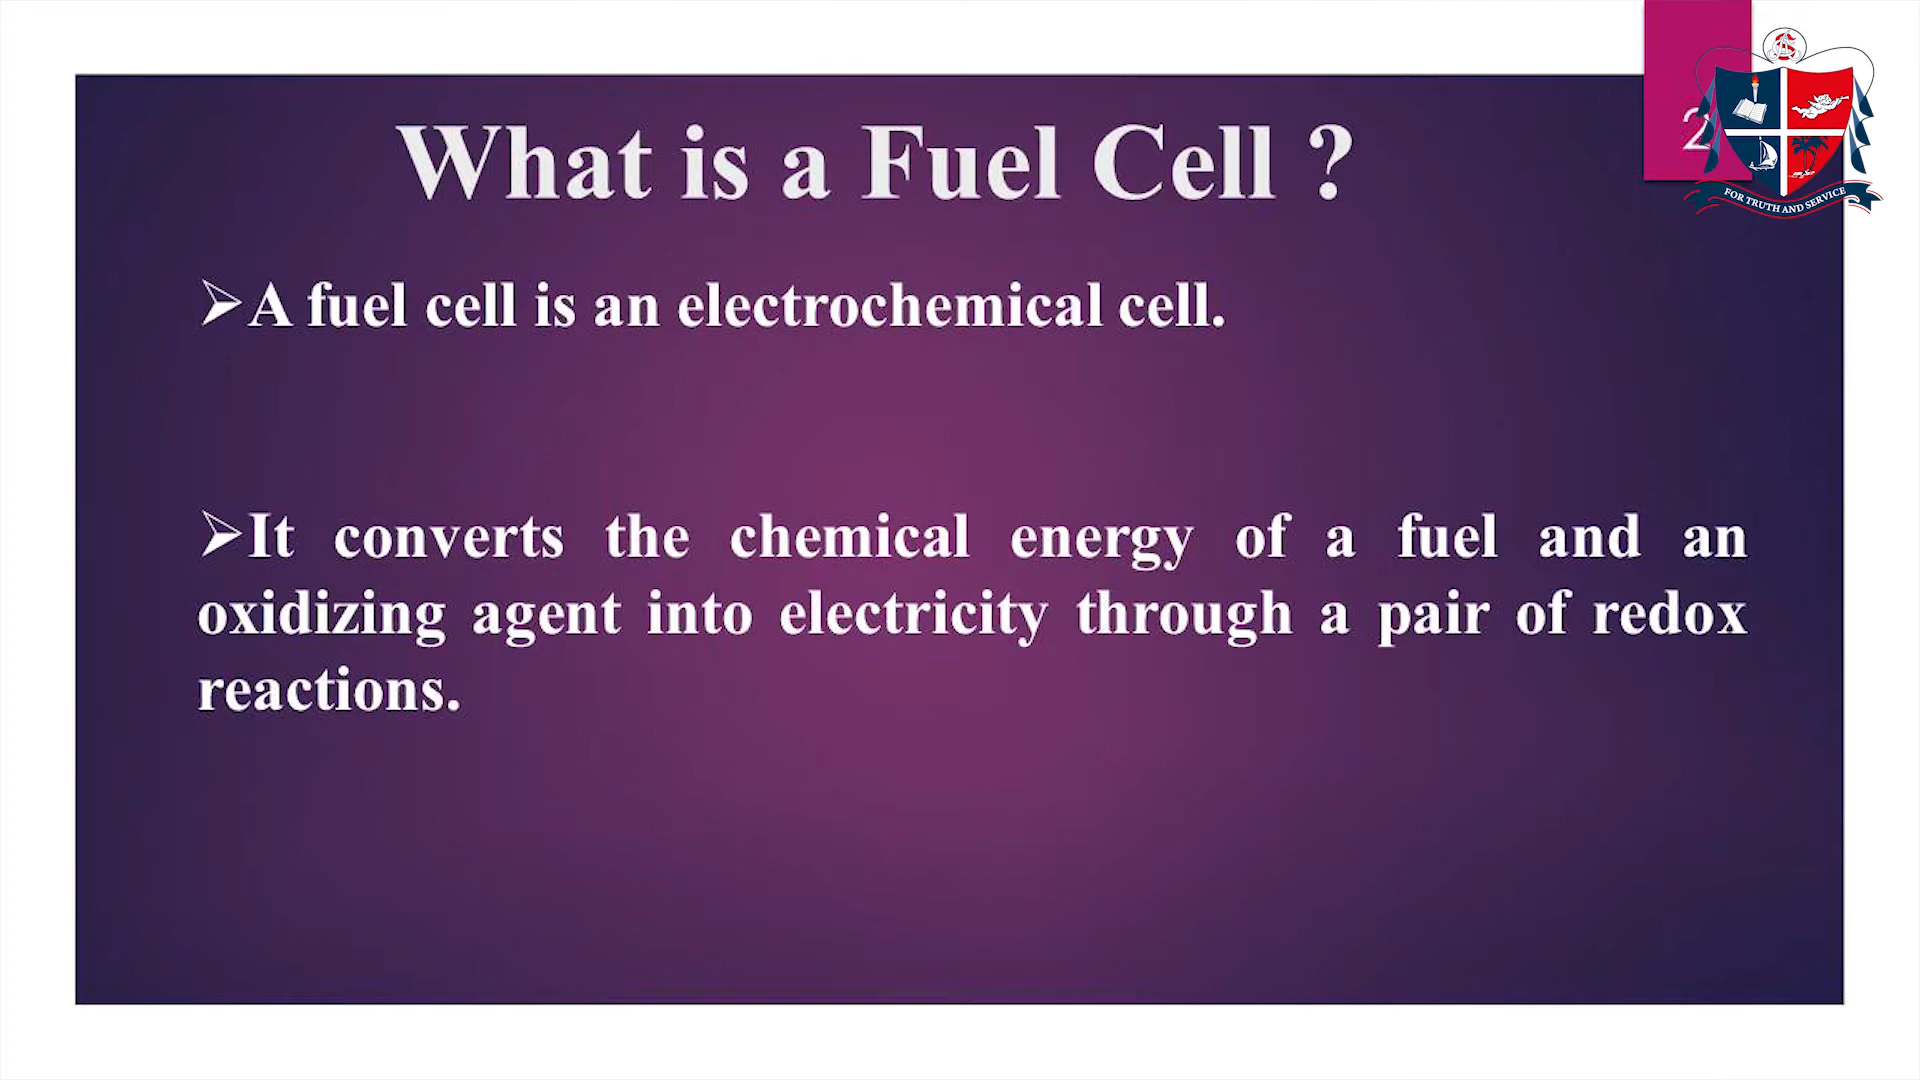 What is a Fuel Cell ?
2
FOR TRUTH AND SERVICE
➢A fuel cell is an electrochemical cell.
➢It converts the chemical energy of a fuel and an
oxidizing agent into electricity through a pair of redox
reactions.